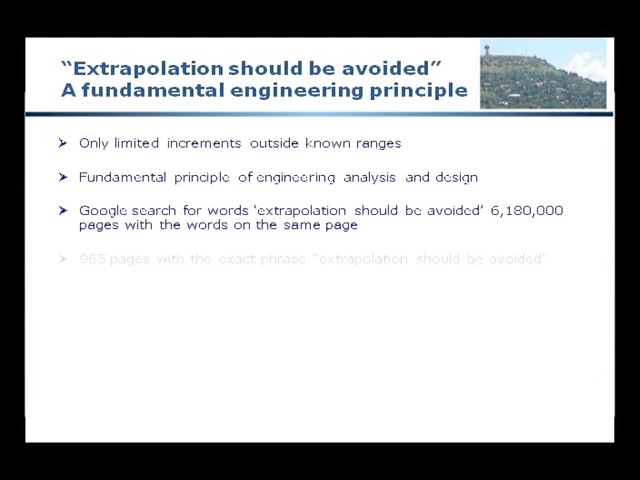 “Extrapolation should be avoided”
A fundamental engineering principle
Only limited increments outside known ranges
Fundamental principle of engineering analysis and design
Google search for words ‘extrapolation should be avoided’ 6,180,000
pages with the words on the same page
965 pages with the exact phrase “extrapolation should be avoided”